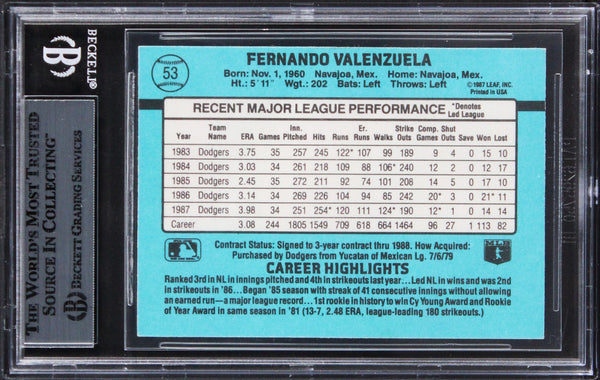 BECKETT®
BGS
THE WORLD'S MOST TRUSTED
SOURCE IN COLLECTING™
BECKETT GRADING SERVICES
53
FERNANDO VALENZUELA
Born: Nov. 1, 1960 Navajoa, Mex. Home: Navajoa, Mex.
Ht.: 5' 11" Wgt.: 202 Bats: Left Throws: Left
©1987 LEAF, INC.
Printed in USA
RECENT MAJOR LEAGUE PERFORMANCE *Denotes Led League
Year Team Name ERA Games Inn. Pitched Hits Runs Er. Runs Walks Strike Outs Comp. Games Shut Outs Save Won Lost
1983 Dodgers 3.75 35 257 245 122* 107 99 189 9 4 0 15 10
1984 Dodgers 3.03 34 261 218 109 88 106* 240 12 2 0 12 17
1985 Dodgers 2.45 35 272 211 92 74 101 208 14 5 0 17 10
1986 Dodgers 3.14 34 269 226 104 94 85 242 20* 3 0 21* 11
1987 Dodgers 3.98 34 251 254* 120 111 124* 190 12* 1 0 14 14
Career 3.08 244 1805 1549 709 618 664 1464 96 27 1 113 82
Contract Status: Signed to 3-year contract thru 1988. How Acquired:
Purchased by Dodgers from Yucatan of Mexican Lg. 7/6/79
CAREER HIGHLIGHTS
Ranked 3rd in NL in innings pitched and 4th in strikeouts last year... Led NL in wins and was 2nd
in strikeouts in '86... Began '85 season with streak of 41 consecutive innings without allowing
an earned run—a major league record... 1st rookie in history to win Cy Young Award and Rookie
of Year Award in same season in '81 (13-7, 2.48 ERA, league-leading 180 strikeouts).